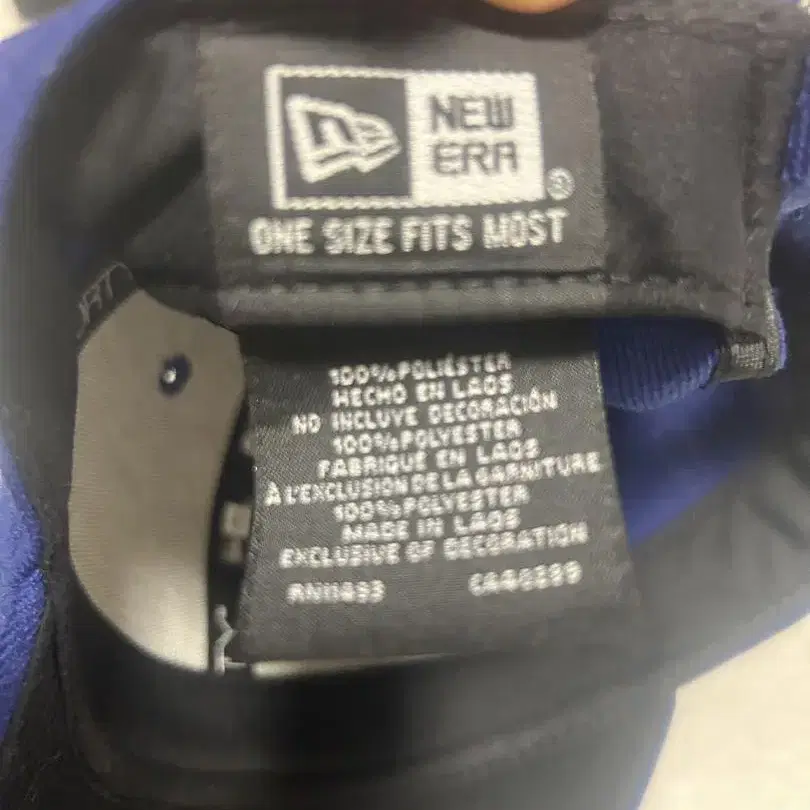 NEW
ERA
®
ONE SIZE FITS MOST
100% POLIÉSTER
HECHO EN LAOS
NO INCLUYE DECORACIÓN
100% POLYESTER
FABRIQUÉ EN LAOS
À L'EXCLUSION DE LA GARNITURE
100% POLYESTER
MADE IN LAOS
EXCLUSIVE OF DECORATION